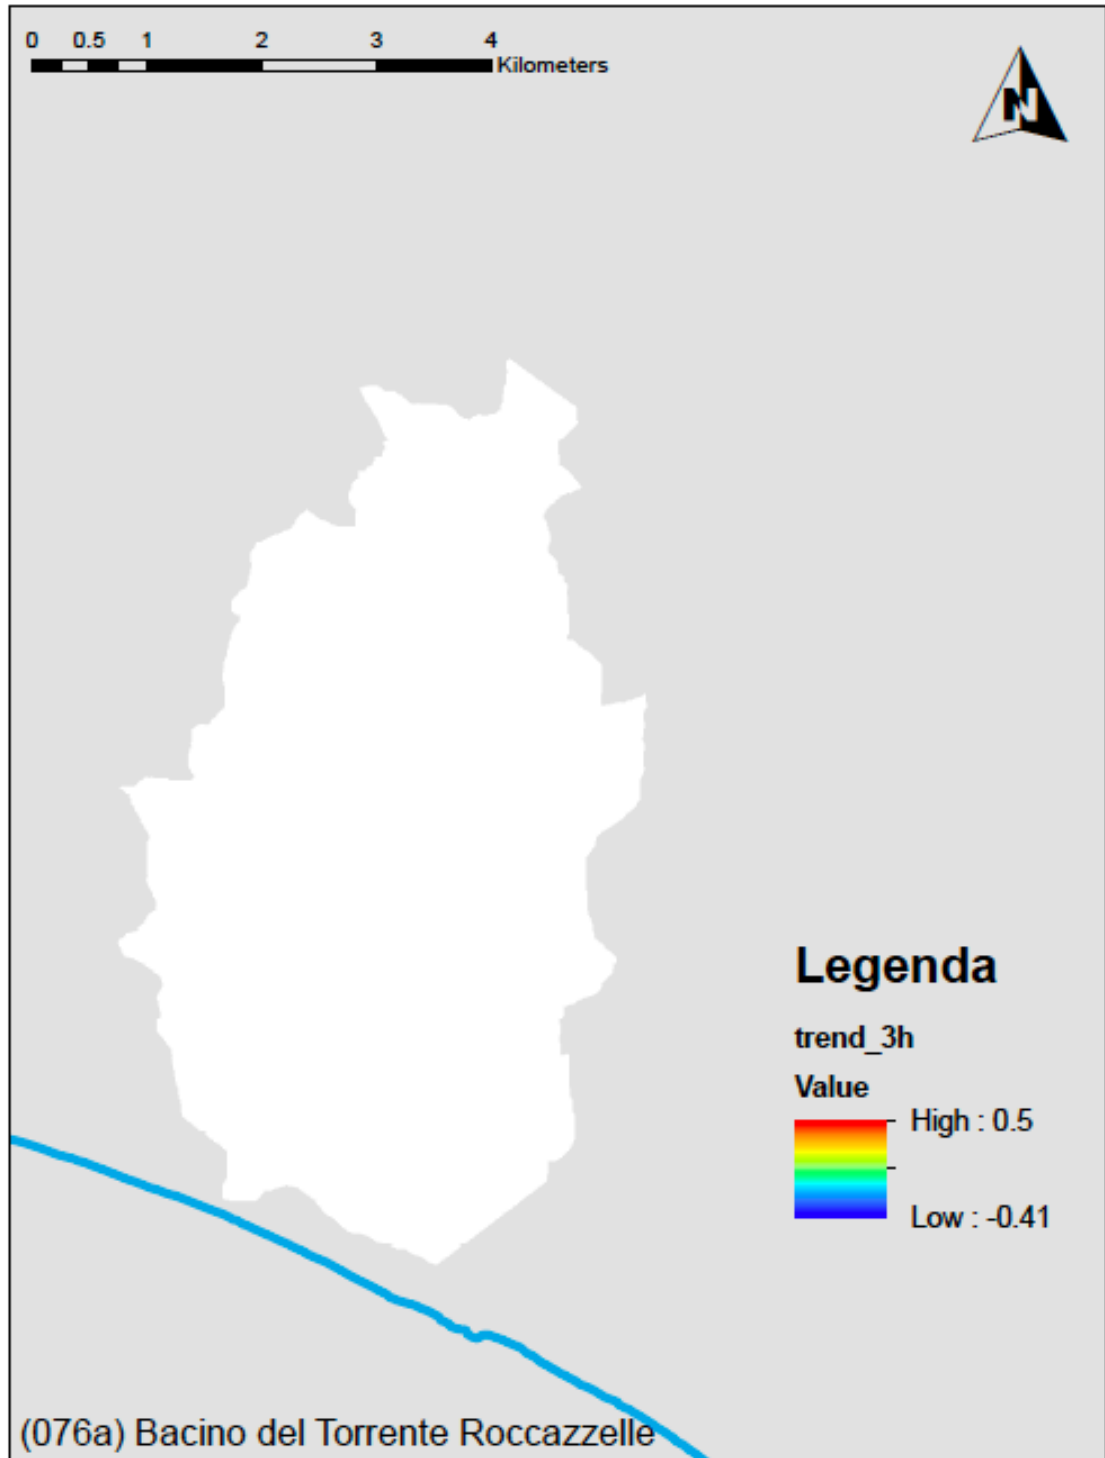 0 0.5 1 2 3 4
Kilometers
N
Legenda
trend_3h
Value
High : 0.5
Low : -0.41
(076a) Bacino del Torrente Roccazzelle